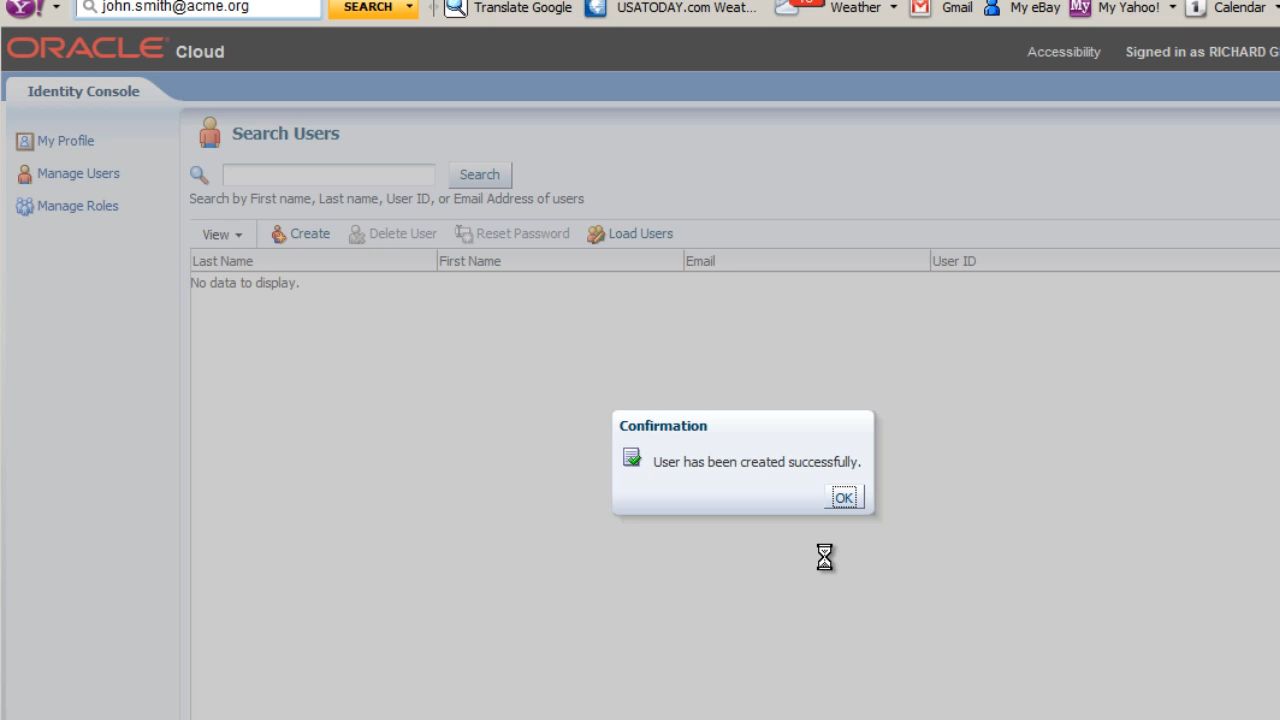 john.smith@acme.org SEARCH Translate Google USATODAY.com Weat... Weather Gmail My eBay My Yahoo! 1 Calendar
ORACLE Cloud Accessibility Signed in as RICHARD G
Identity Console
My Profile
Manage Users
Manage Roles
Search Users
Search
Search by First name, Last name, User ID, or Email Address of users
View Create Delete User Reset Password Load Users
Last Name First Name Email User ID
No data to display.
Confirmation
User has been created successfully.
OK